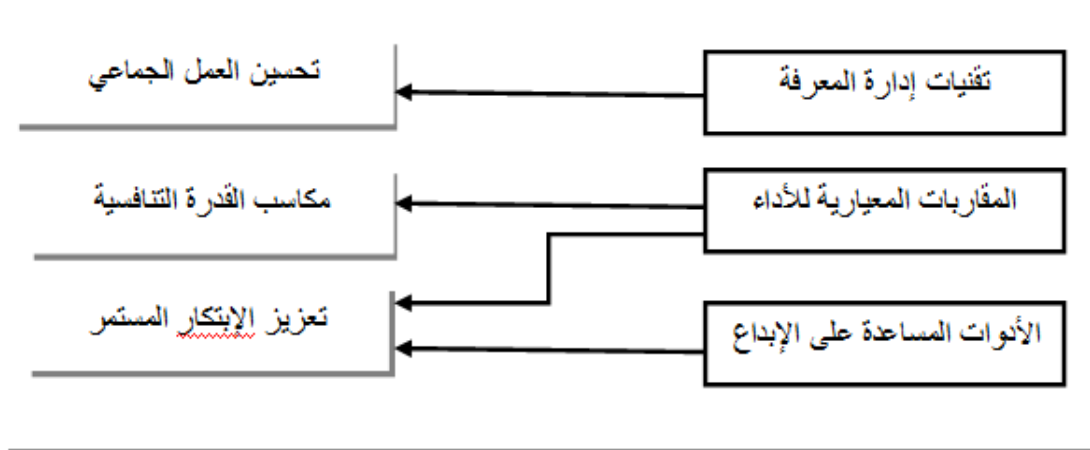 تقنيات إدارة المعرفة
تحسين العمل الجماعي
المقاربات المعيارية للأداء
مكاسب القدرة التنافسية
الأدوات المساعدة على الإبداع
تعزيز الإبتكار المستمر